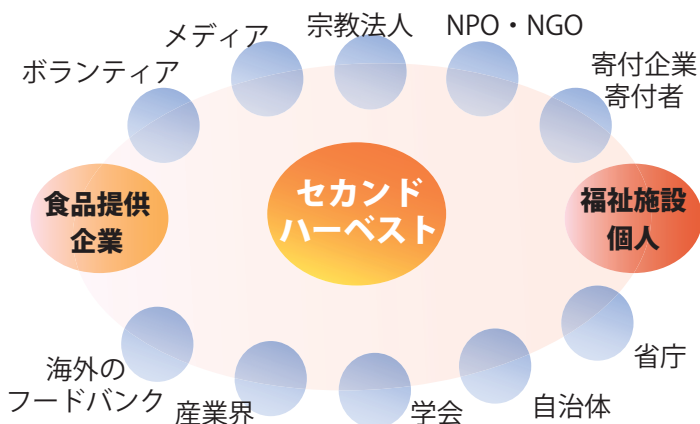 メディア
宗教法人
NPO・NGO
ボランティア
寄付企業
寄付者
食品提供
企業
セカンド
ハーベスト
福祉施設
個人
海外の
フードバンク
産業界
学会
自治体
省庁